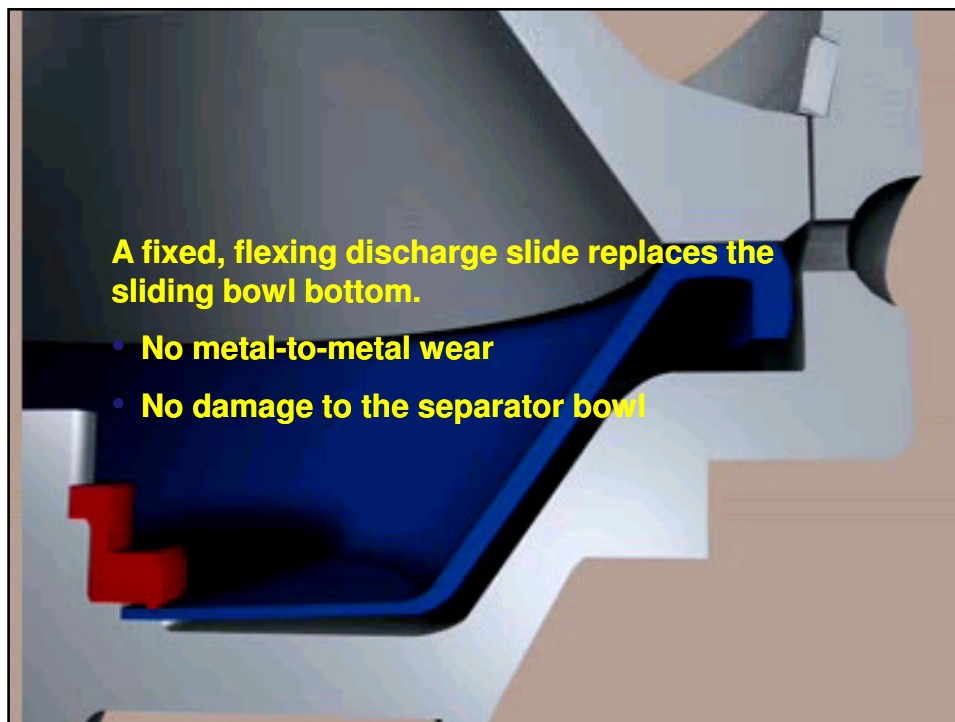 A fixed, flexing discharge slide replaces the
sliding bowl bottom.
• No metal-to-metal wear
• No damage to the separator bowl